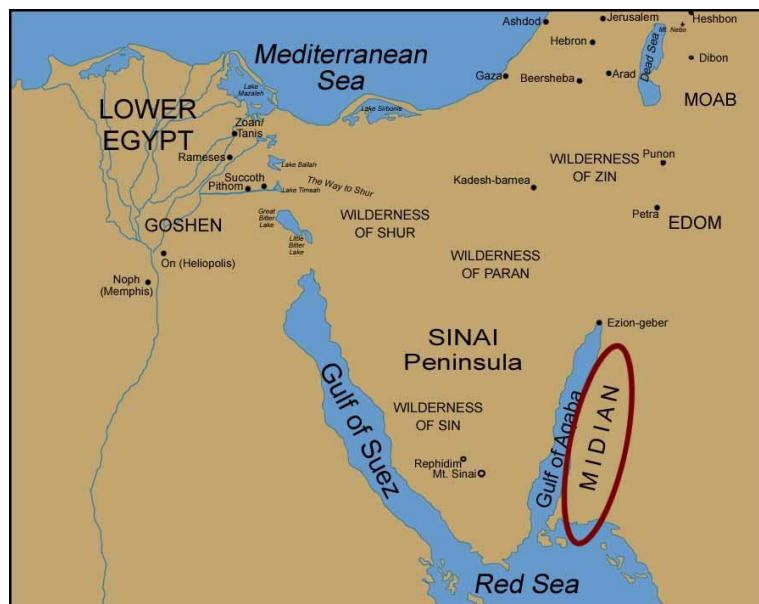 Ashdod
Jerusalem
Heshbon
Mt. Nebo
Mediterranean
Sea
Hebron
Dead Sea
Dibon
Gaza
Beersheba
Arad
MOAB
Lake
Mazaleh
Lake Sirbonis
LOWER
EGYPT
Zoan/
Tanis
Rameses
Lake Ballah
WILDERNESS
OF ZIN
Punon
Succoth
Pithom
Lake Timsah
The Way to Shur
Kadesh-barnea
GOSHEN
Great
Bitter
Lake
WILDERNESS
OF SHUR
Petra
EDOM
Little
Bitter
Lake
On (Heliopolis)
WILDERNESS
OF PARAN
Noph
(Memphis)
Ezion-geber
SINAI
Peninsula
Gulf of Suez
Gulf of Aqaba
MIDIAN
WILDERNESS
OF SIN
Rephidim
Mt. Sinai
Red Sea